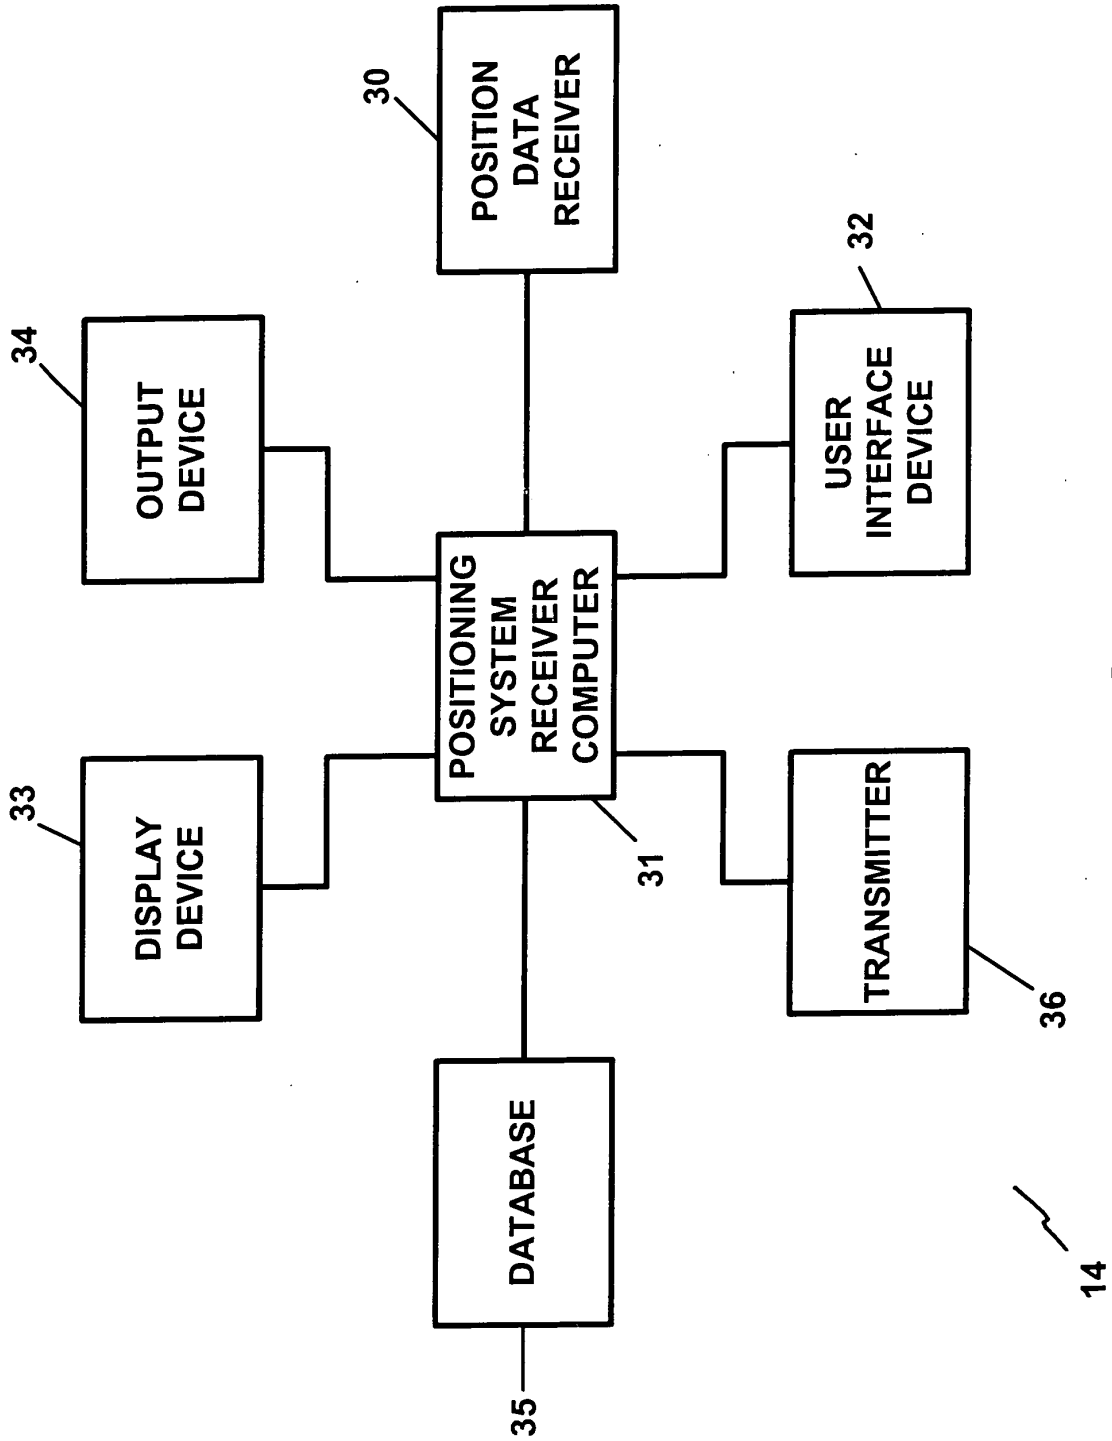 33
DISPLAY
DEVICE
34
OUTPUT
DEVICE
35
DATABASE
POSITIONING
SYSTEM
RECEIVER
COMPUTER
31
30
POSITION
DATA
RECEIVER
TRANSMITTER
36
32
USER
INTERFACE
DEVICE
14